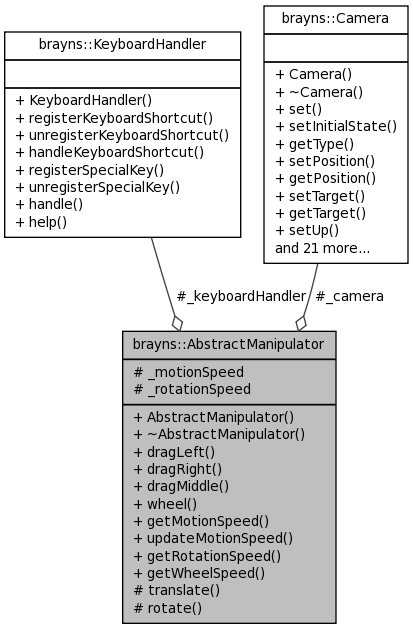 brayns::KeyboardHandler
+ KeyboardHandler()
+ registerKeyboardShortcut()
+ unregisterKeyboardShortcut()
+ handleKeyboardShortcut()
+ registerSpecialKey()
+ unregisterSpecialKey()
+ handle()
+ help()
brayns::Camera
+ Camera()
+ ~Camera()
+ set()
+ setInitialState()
+ getType()
+ setPosition()
+ getPosition()
+ setTarget()
+ getTarget()
+ setUp()
and 21 more...
#_keyboardHandler
#_camera
brayns::AbstractManipulator
# _motionSpeed
# _rotationSpeed
+ AbstractManipulator()
+ ~AbstractManipulator()
+ dragLeft()
+ dragRight()
+ dragMiddle()
+ wheel()
+ getMotionSpeed()
+ updateMotionSpeed()
+ getRotationSpeed()
+ getWheelSpeed()
# translate()
# rotate()